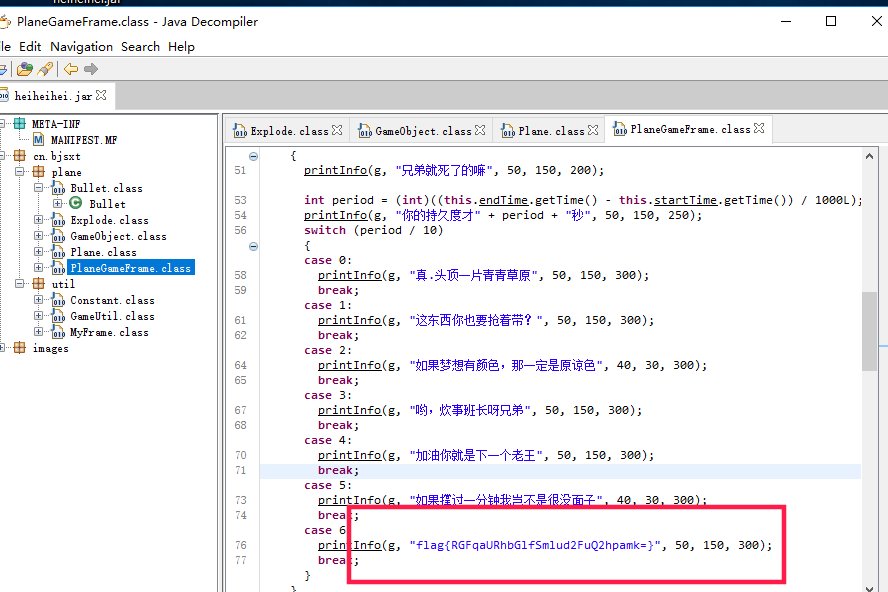 heiheihei.jar
PlaneGameFrame.class - Java Decompiler
le Edit Navigation Search Help
heiheihei.jar
META-INF
MANIFEST.MF
cn.bjsxt
plane
Bullet.class
Bullet
Explode.class
GameObject.class
Plane.class
PlaneGameFrame.class
util
Constant.class
GameUtil.class
MyFrame.class
images
Explode.class GameObject.class Plane.class PlaneGameFrame.class
{
51 printInfo(g, "兄弟就死了的嘛", 50, 150, 200);
53 int period = (int)((this.endTime.getTime() - this.startTime.getTime()) / 1000L);
54 printInfo(g, "你的持久度才" + period + "秒", 50, 150, 250);
56 switch (period / 10)
{
case 0:
58 printInfo(g, "真.头顶一片青青草原", 50, 150, 300);
59 break;
case 1:
61 printInfo(g, "这东西你也要抢着带？", 50, 150, 300);
62 break;
case 2:
64 printInfo(g, "如果梦想有颜色，那一定是原谅色", 40, 30, 300);
65 break;
case 3:
67 printInfo(g, "哟，炊事班长呀兄弟", 50, 150, 300);
68 break;
case 4:
70 printInfo(g, "加油你就是下一个老王", 50, 150, 300);
71 break;
case 5:
73 printInfo(g, "如果撑过一分钟我岂不是很没面子", 40, 30, 300);
74 break;
case 6
76 printInfo(g, "flag{RGFqaURhbGlfSmlud2FuQ2hpamk=}", 50, 150, 300);
77 break;
}
}